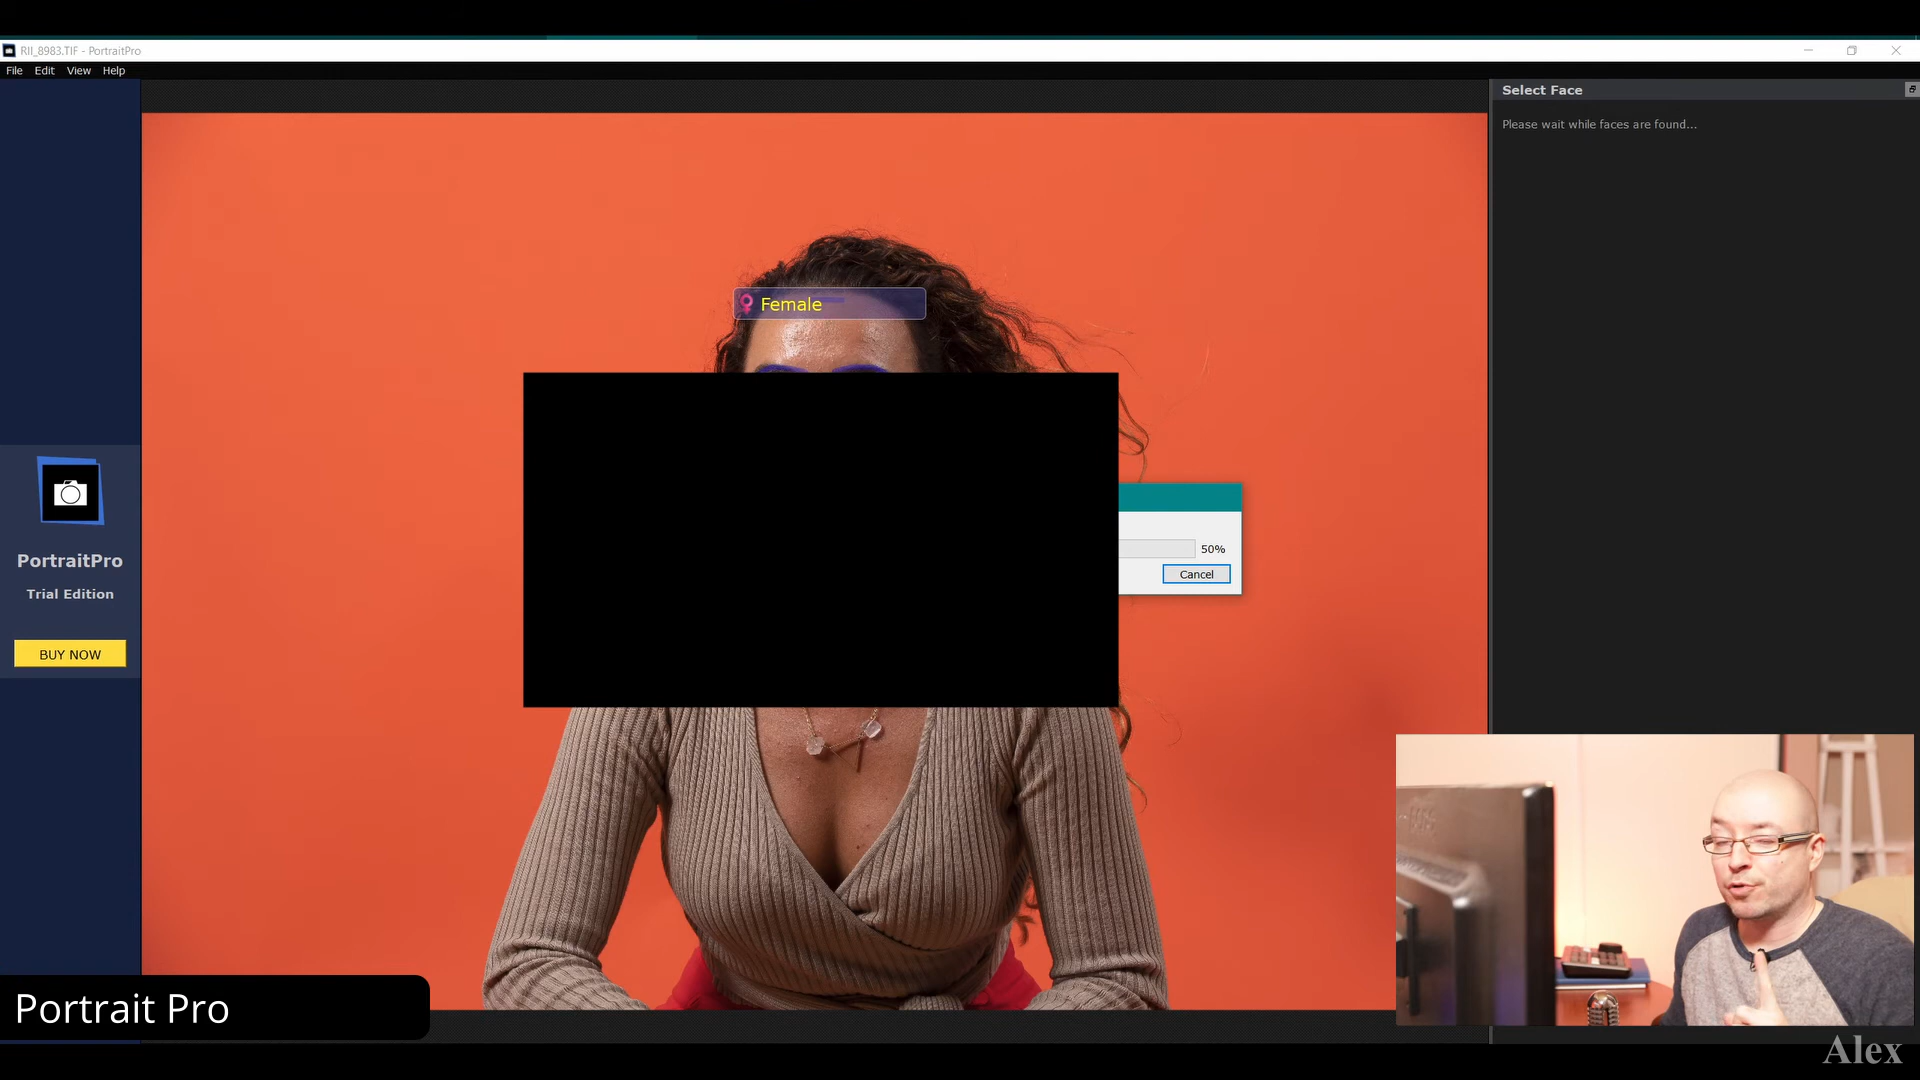 RII_8983.TIF - PortraitPro
File Edit View Help
Select Face
Please wait while faces are found...
Female
50%
Cancel
PortraitPro
Trial Edition
BUY NOW
Portrait Pro
Alex